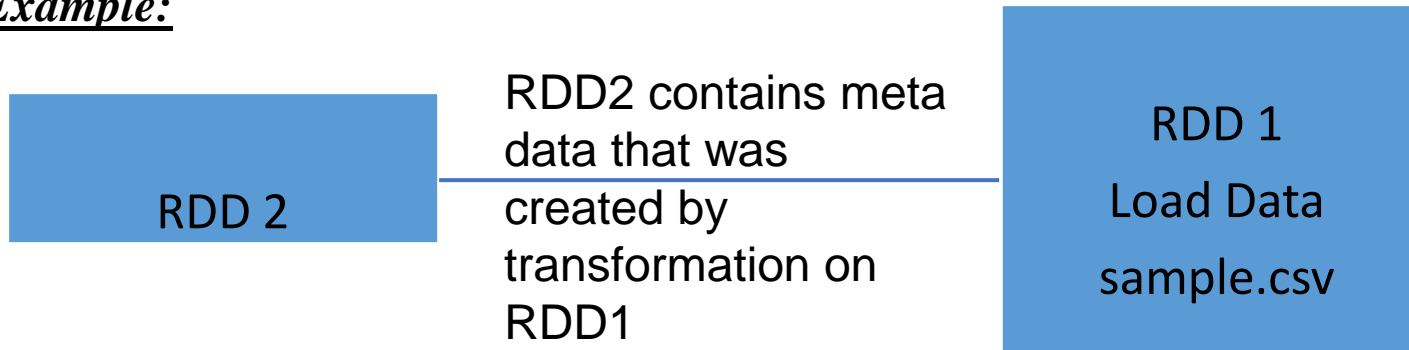 Example:
RDD 2
RDD2 contains meta
data that was
created by
transformation on
RDD1
RDD 1
Load Data
sample.csv